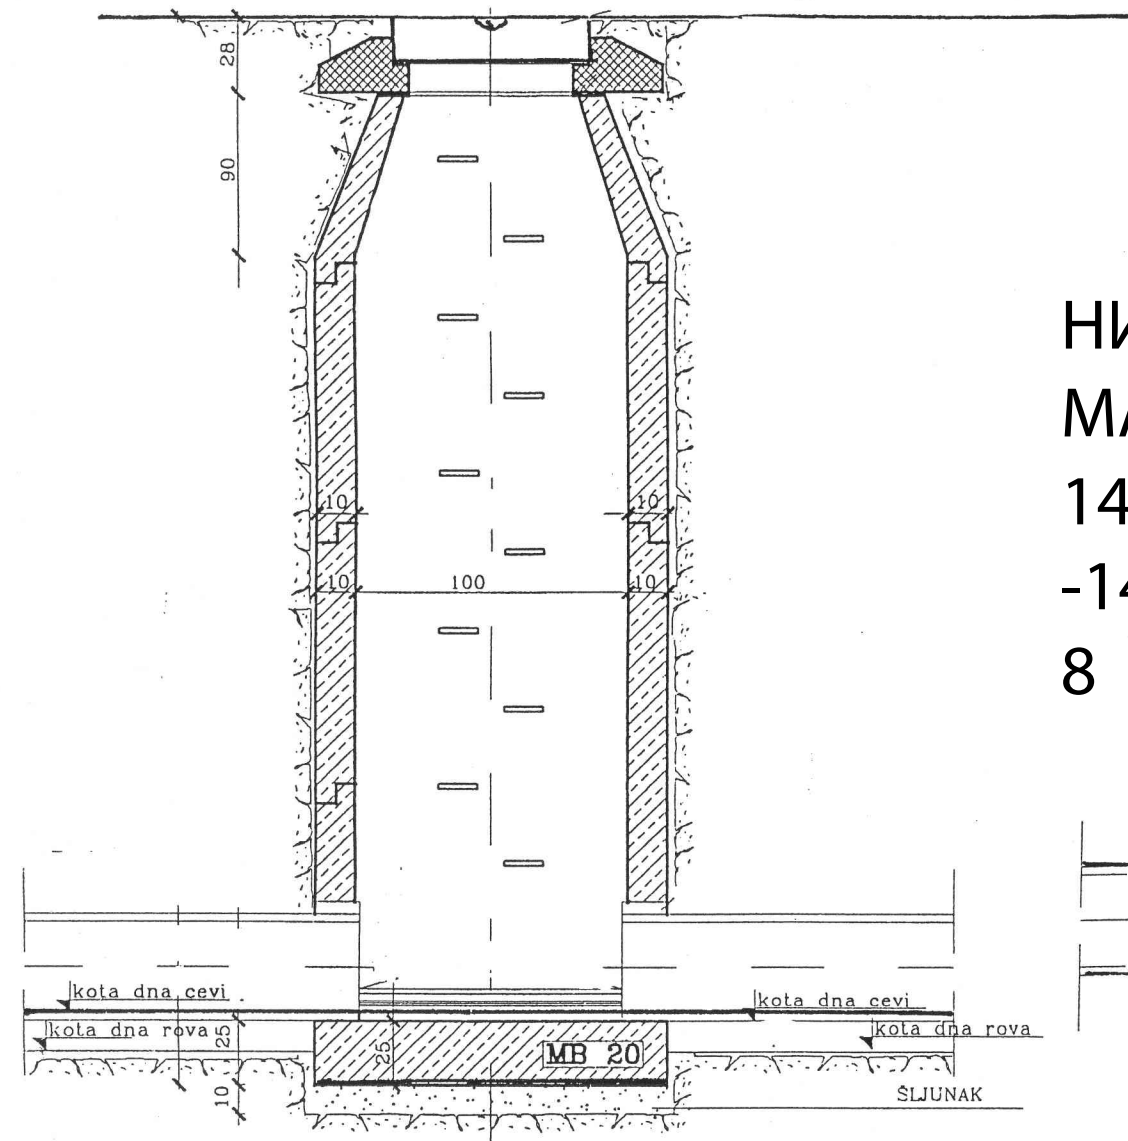 28
90
НИ
МА
14
-14
8
10 10
10 100 10
kota dna cevi
kota dna cevi
kota dna rova
kota dna rova
25
25
MB 20
10
ŠLJUNAK